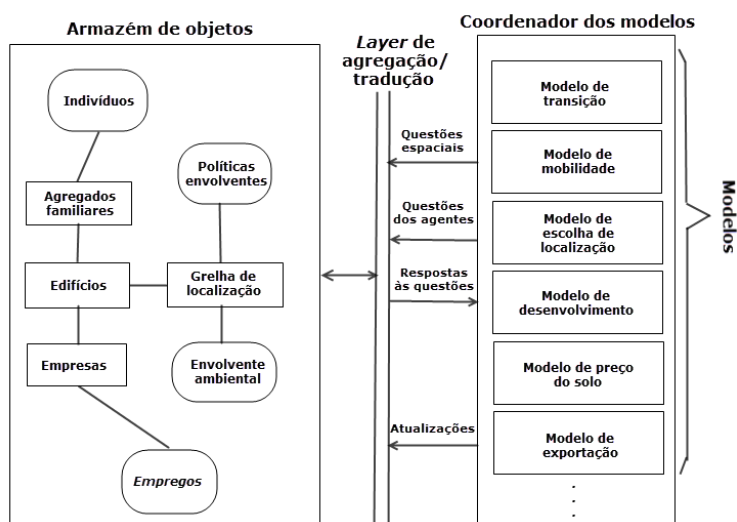 Armazém de objetos
Indivíduos
Políticas
envolventes
Agregados
familiares
Edifícios
Grelha de
localização
Empresas
Envolvente
ambiental
Empregos
Layer de
agregação/
tradução
Questões
espaciais
Questões
dos agentes
Respostas
às questões
Atualizações
Coordenador dos modelos
Modelo de
transição
Modelo de
mobilidade
Modelo de
escolha de
localização
Modelo de
desenvolvimento
Modelo de preço
do solo
Modelo de
exportação
.
.
.
Modelos